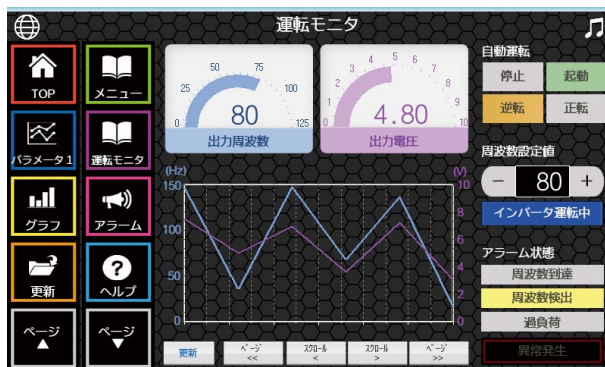 運転モニタ
TOP
メニュー
パラメータ1
運転モニタ
グラフ
アラーム
更新
ヘルプ
ページ
▲
ページ
▼
0 25 50 75 100 125
80
出力周波数
0 1 2 3 4 5 6 7 8 9 10
4.80
出力電圧
(Hz)
150
100
50
0
(V)
10
8
6
4
2
0
更新
ページ
<<
スクロール
<
スクロール
>
ページ
>>
自動運転
停止 起動
逆転 正転
周波数設定値
− 80 +
インバータ運転中
アラーム状態
周波数到達
周波数検出
過負荷
異常発生